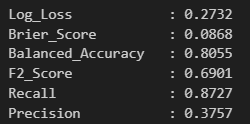 Log_Loss : 0.2732
Brier_Score : 0.0868
Balanced_Accuracy : 0.8055
F2_Score : 0.6901
Recall : 0.8727
Precision : 0.3757